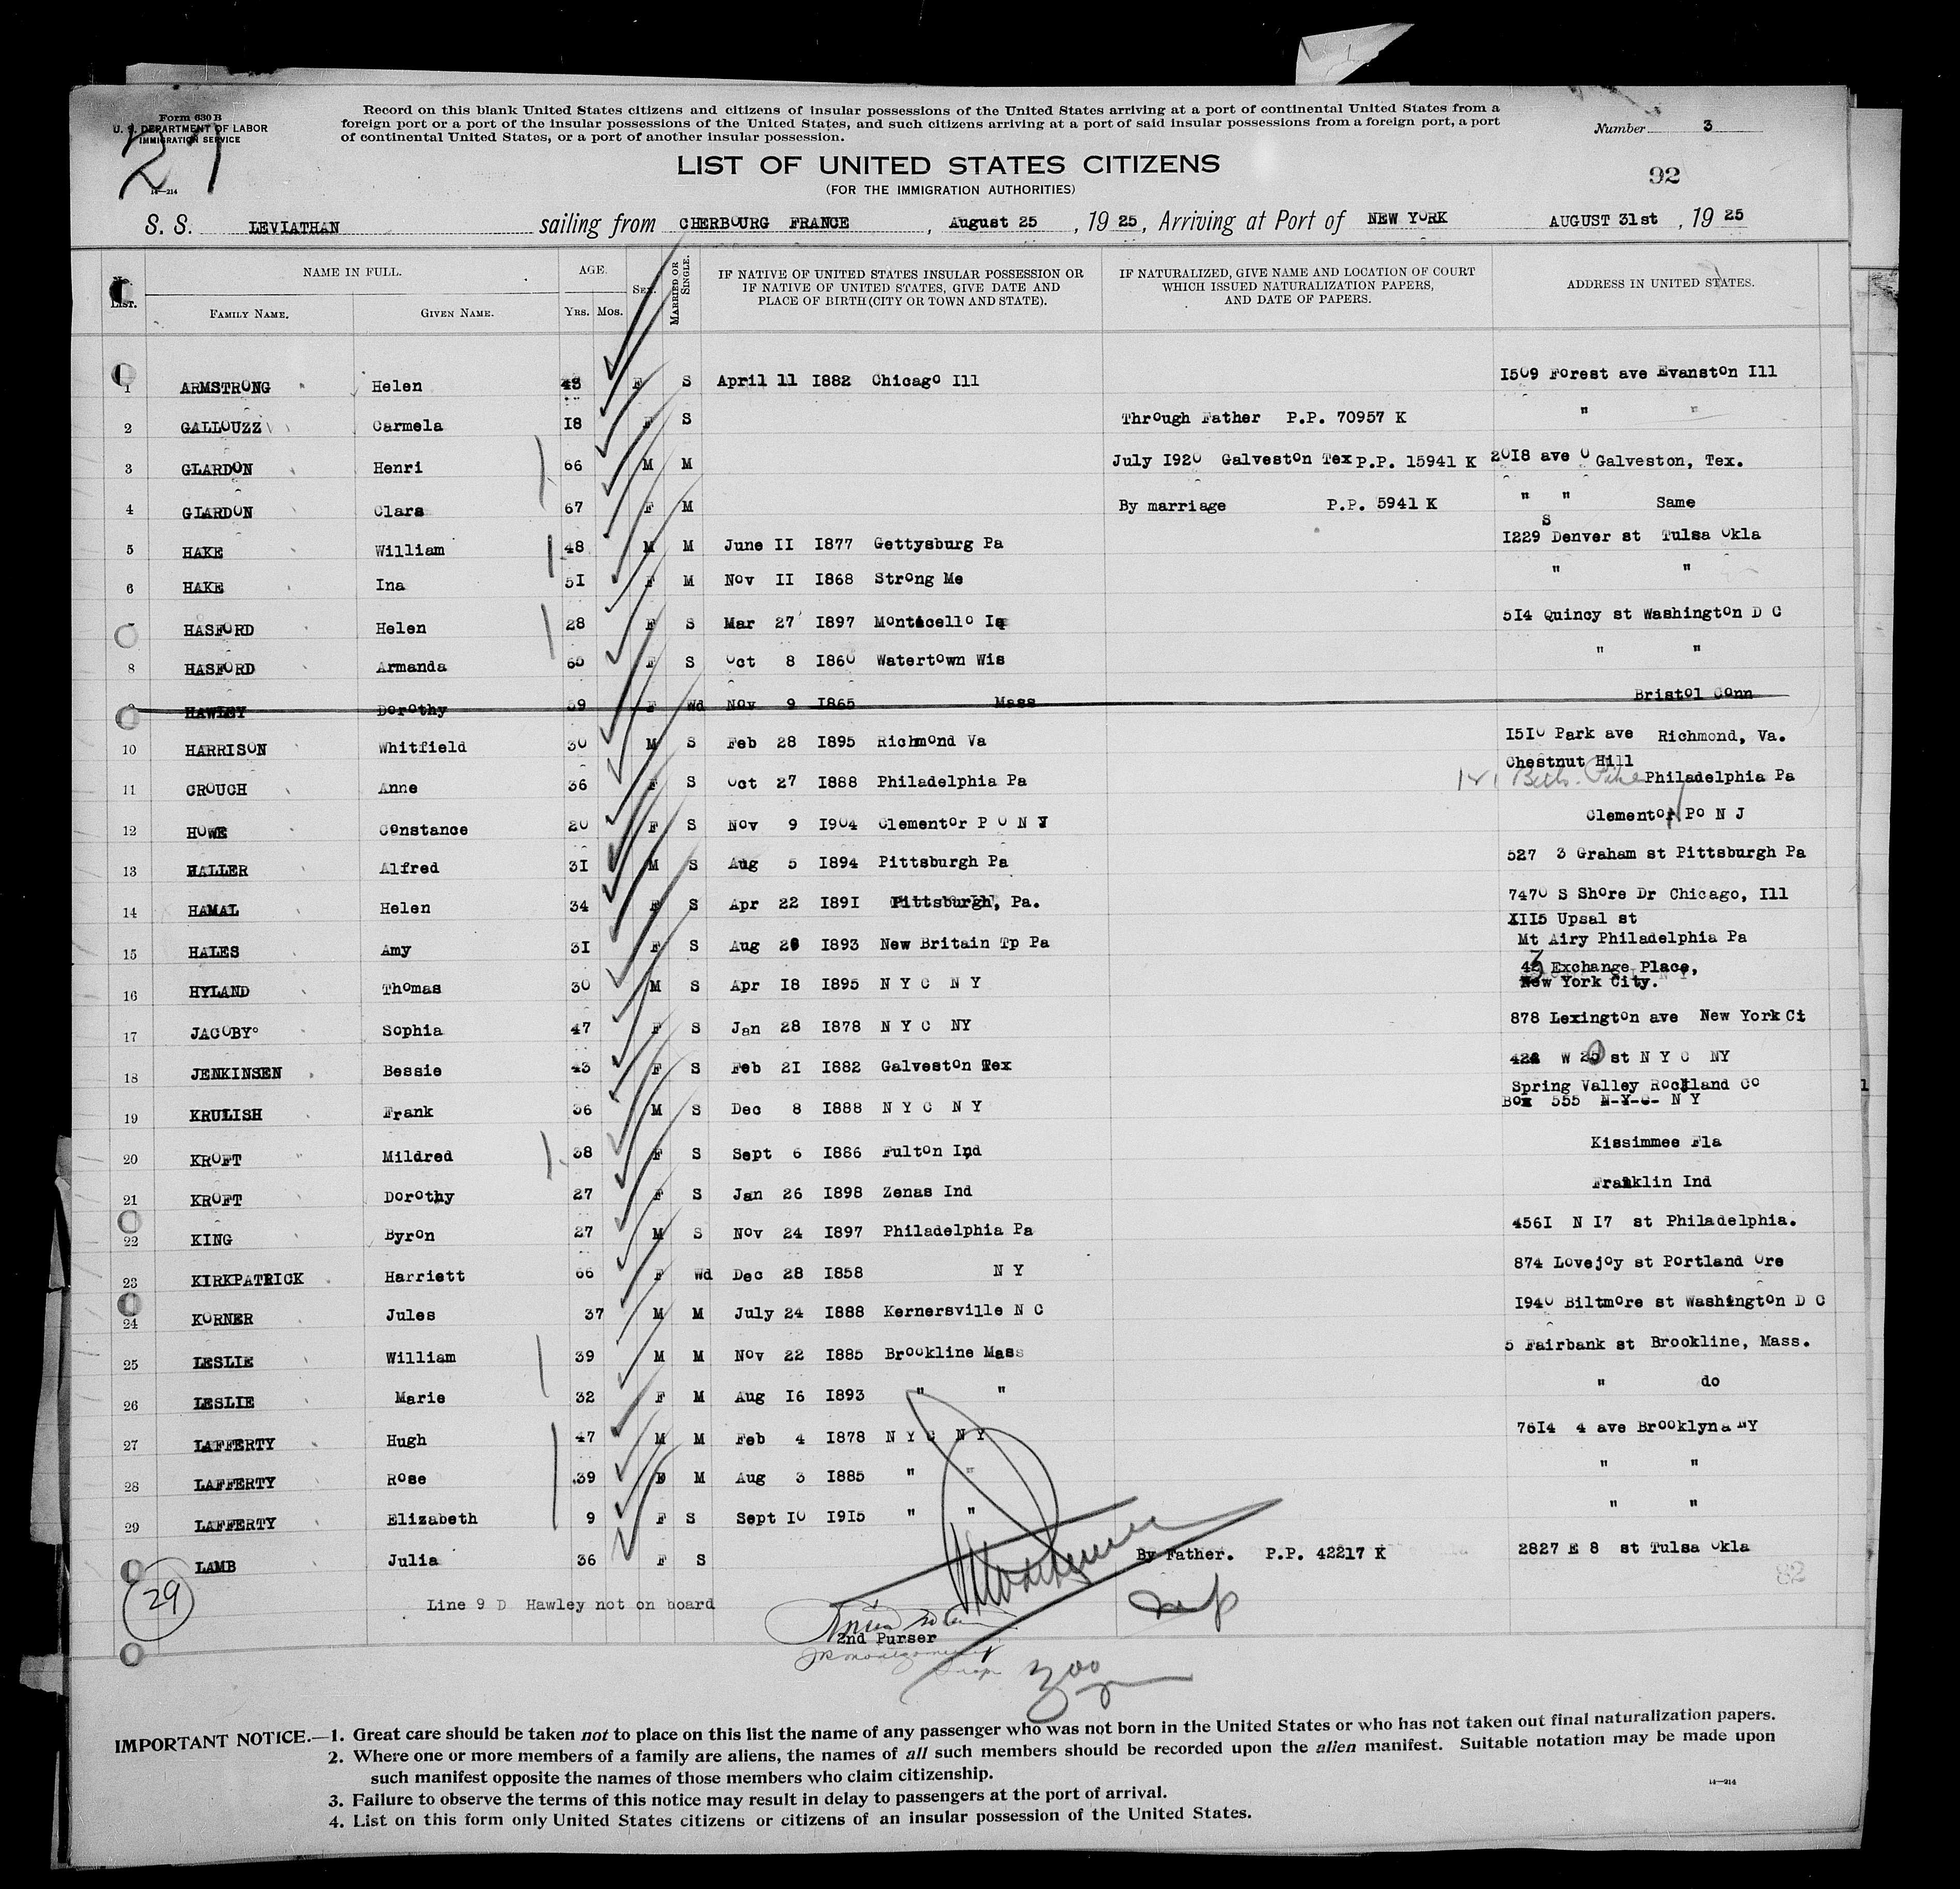 Form 630 B
U. S. DEPARTMENT OF LABOR
IMMIGRATION SERVICE
14—214
27
Record on this blank United States citizens and citizens of insular possessions of the United States arriving at a port of continental United States from a
foreign port or a port of the insular possessions of the United States, and such citizens arriving at a port of said insular possessions from a foreign port, a port
of continental United States, or a port of another insular possession.
Number 3
LIST OF UNITED STATES CITIZENS
(FOR THE IMMIGRATION AUTHORITIES)
92
S. S. LEVIATHAN sailing from CHERBOURG FRANCE, August 25, 1925, Arriving at Port of NEW YORK AUGUST 31st, 1925
List. NAME IN FULL. AGE. Sex. MARRIED OR SINGLE. IF NATIVE OF UNITED STATES INSULAR POSSESSION OR IF NATIVE OF UNITED STATES, GIVE DATE AND PLACE OF BIRTH (CITY OR TOWN AND STATE). IF NATURALIZED, GIVE NAME AND LOCATION OF COURT WHICH ISSUED NATURALIZATION PAPERS, AND DATE OF PAPERS. ADDRESS IN UNITED STATES.
FAMILY NAME. GIVEN NAME. YRS. MOS.
1 ARMSTRONG Helen 43 F S April 11 1882 Chicago Ill 1509 Forest ave Evanston Ill
2 GALLOUZZ Carmela 18 F S Through Father P.P. 70957 K " "
3 GLARDON Henri 66 M M July 1920 Galveston Tex P.P. 15941 K 2018 ave O Galveston, Tex.
4 GLARDON Clara 67 F M By marriage P.P. 5941 K " " Same
5 HAKE William 48 M M June 11 1877 Gettysburg Pa 1229 S Denver st Tulsa Okla
6 HAKE Ina 51 F M Nov 11 1868 Strong Me " "
HASFORD Helen 28 F S Mar 27 1897 Monticello Ia 514 Quincy st Washington D C
8 HASFORD Armanda 60 F S Oct 8 1860 Watertown Wis " "
9 HAWLEY Dorothy 59 F Wd Nov 9 1865 Mass Bristol Conn
10 HARRISON Whitfield 30 M S Feb 28 1895 Richmond Va 1510 Park ave Richmond, Va.
11 CROUCH Anne 36 F S Oct 27 1888 Philadelphia Pa Chestnut Hill
Beth. Pike Philadelphia Pa
12 HOWE Constance 20 F S Nov 9 1904 Clementor P O N J Clementor Po N J
13 HALLER Alfred 31 M S Aug 5 1894 Pittsburgh Pa 527 3 Graham st Pittsburgh Pa
14 HAMAL Helen 34 F S Apr 22 1891 Pittsburgh, Pa. 7470 S Shore Dr Chicago, Ill
15 HALES Amy 31 F S Aug 20 1893 New Britain Tp Pa 1115 Upsal st
Mt Airy Philadelphia Pa
16 HYLAND Thomas 30 M S Apr 18 1895 N Y C N Y 43 Exchange Place,
New York City.
17 JACOBY Sophia 47 F S Jan 28 1878 N Y C NY 878 Lexington ave New York Ci
18 JENKINSEN Bessie 43 F S Feb 21 1882 Galveston Tex W st N Y C NY
19 KRULISH Frank 36 M S Dec 8 1888 N Y C N Y Spring Valley Rockland Co
Box 555 N-Y-C- N Y
20 KROFT Mildred 38 F S Sept 6 1886 Fulton Ind Kissimmee Fla
21 KROFT Dorothy 27 F S Jan 26 1898 Zenas Ind Franklin Ind
22 KING Byron 27 M S Nov 24 1897 Philadelphia Pa 4561 N 17 st Philadelphia.
23 KIRKPATRICK Harriett 66 F Wd Dec 28 1858 N Y 874 Lovejoy st Portland Ore
24 KORNER Jules 37 M M July 24 1888 Kernersville N C 1940 Biltmore st Washington D C
25 LESLIE William 39 M M Nov 22 1885 Brookline Mass 5 Fairbank st Brookline, Mass.
26 LESLIE Marie 32 F M Aug 16 1893 " " " do
27 LAFFERTY Hugh 47 M M Feb 4 1878 N Y C N Y 7614 4 ave Brooklyn NY
28 LAFFERTY Rose 39 F M Aug 3 1885 " " " "
29 LAFFERTY Elizabeth 9 F S Sept 10 1915 " " " "
LAMB Julia 36 F S By Father. P.P. 42217 K 2827 E 8 st Tulsa Okla
82
29
Line 9 D Hawley not on board
2nd Purser
IMPORTANT NOTICE.—1. Great care should be taken not to place on this list the name of any passenger who was not born in the United States or who has not taken out final naturalization papers.
2. Where one or more members of a family are aliens, the names of all such members should be recorded upon the alien manifest. Suitable notation may be made upon
such manifest opposite the names of those members who claim citizenship.
14—214
3. Failure to observe the terms of this notice may result in delay to passengers at the port of arrival.
4. List on this form only United States citizens or citizens of an insular possession of the United States.